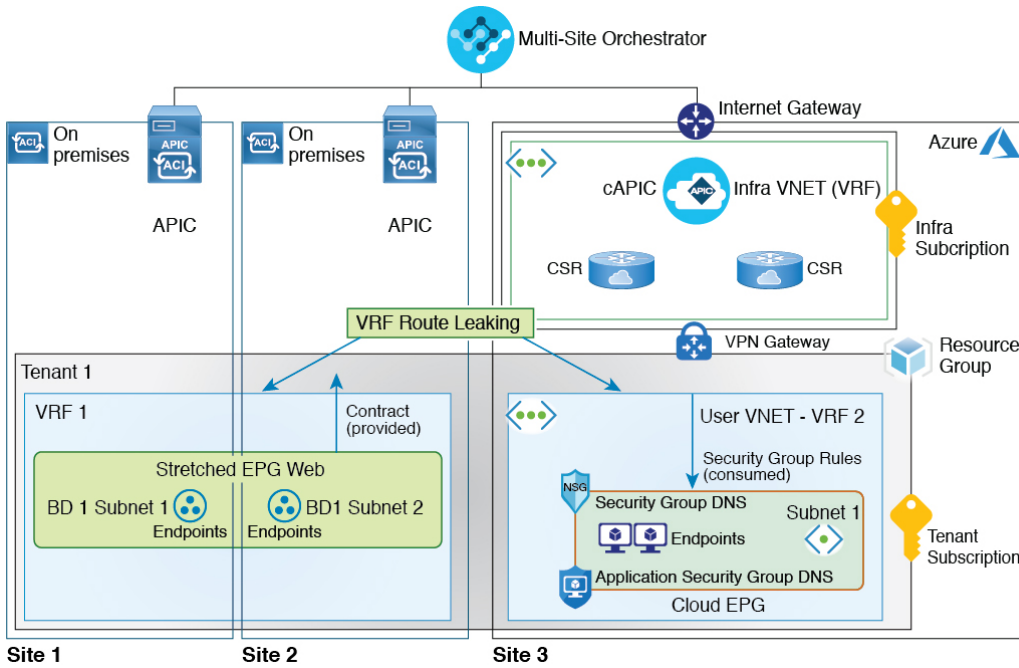 Multi-Site Orchestrator
Internet Gateway
ACI
On
premises
APIC
ACI
APIC
ACI
On
premises
APIC
ACI
APIC
Azure
cAPIC
APIC
Infra VNET (VRF)
CSR
CSR
Infra
Subcription
VRF Route Leaking
VPN Gateway
Resource
Group
Tenant 1
VRF 1
Contract
(provided)
Stretched EPG Web
BD 1 Subnet 1
Endpoints
BD1 Subnet 2
Endpoints
User VNET - VRF 2
Security Group Rules
(consumed)
NSG
Security Group DNS
Subnet 1
Endpoints
Application Security Group DNS
Cloud EPG
Tenant
Subscription
Site 1
Site 2
Site 3